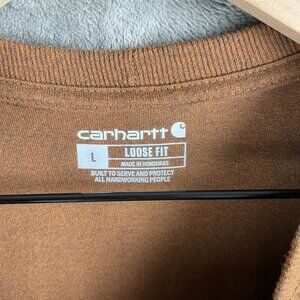 carhartt
L LOOSE FIT
MADE IN HONDURAS
BUILT TO SERVE AND PROTECT
ALL HARDWORKING PEOPLE